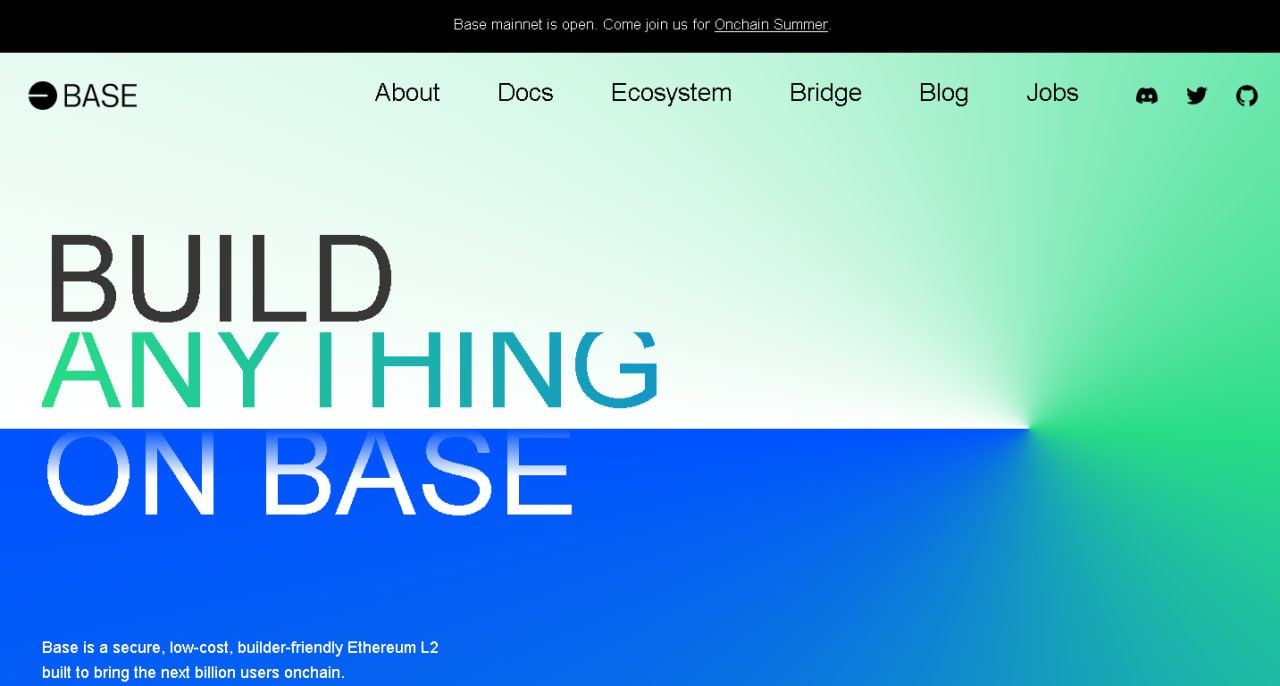 Base mainnet is open. Come join us for Onchain Summer.
BASE About Docs Ecosystem Bridge Blog Jobs
BUILD
ANYTHING
ON BASE
Base is a secure, low-cost, builder-friendly Ethereum L2
built to bring the next billion users onchain.